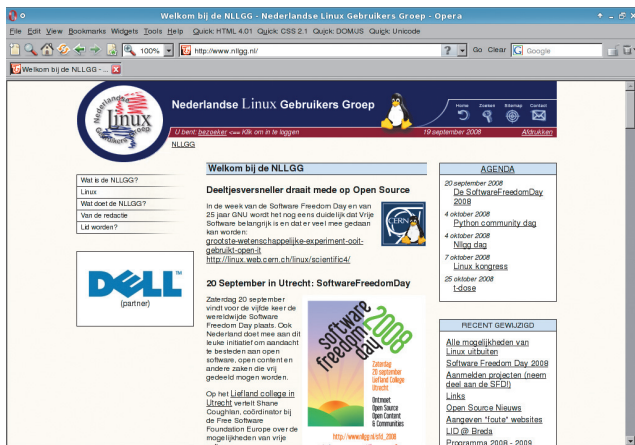 Welkom bij de NLLGG - Nederlandse Linux Gebruikers Groep - Opera
File Edit View Bookmarks Widgets Tools Help Quick: HTML 4.01 Quick: CSS 2.1 Quick: DOM/JS Quick: Unicode
100% http://www.nllgg.nl/ ? Go Clear G Google
Welkom bij de NLLGG - ...
Nederlandse Linux Gebruikers Groep
Nederlandse Linux Gebruikers Groep
Home Zoeken Sitemap Contact
U bent: bezoeker <== Klik om in te loggen 19 september 2008 Afdrukken
NLLGG
Wat is de NLLGG?
Linux
Wat doet de NLLGG?
Van de redactie
Lid worden?
DELL™
(partner)
Welkom bij de NLLGG
Deeltjesversneller draait mede op Open Source
In de week van de Software Freedom Day en van
25 jaar GNU wordt het nog eens duidelijk dat Vrije
Software belangrijk is en dat er veel mee gedaan
kan worden:
grootste-wetenschappelijke-experiment-ooit-
gebruikt-open-it
http://linux.web.cern.ch/linux/scientific4/
CERN
20 September in Utrecht: SoftwareFreedomDay
Zaterdag 20 september
vindt voor de vijfde keer de
wereldwijde Software
Freedom Day plaats. Ook
Nederland doet mee aan dit
leuke initiatief om aandacht
te besteden aan open
software, open content en
andere zaken die vrij
gedeeld mogen worden.
Op het Liefland college in
Utrecht vertelt Shane
Coughlan, coördinator bij
de Free Software
Foundation Europe over de
mogelijkheden van vrije
software freedom day 2008
Zaterdag
20 september
Liefland College
Utrecht
Ontmoet
Open Source
Open Content
& Communities
http://www.nllgg.nl/sfd_2008
AGENDA
20 september 2008
De SoftwareFreedomDay
2008
4 oktober 2008
Python community dag
4 oktober 2008
Nllgg dag
7 oktober 2008
Linux kongress
25 oktober 2008
t-dose
RECENT GEWIJZIGD
Alle mogelijkheden van
Linux uitbuiten
Software Freedom Day 2008
Aanmelden projecten (neem
deel aan de SFD!)
Links
Open Source Nieuws
Aangeven "foute" websites
LID @ Breda
Programma 2008 - 2009